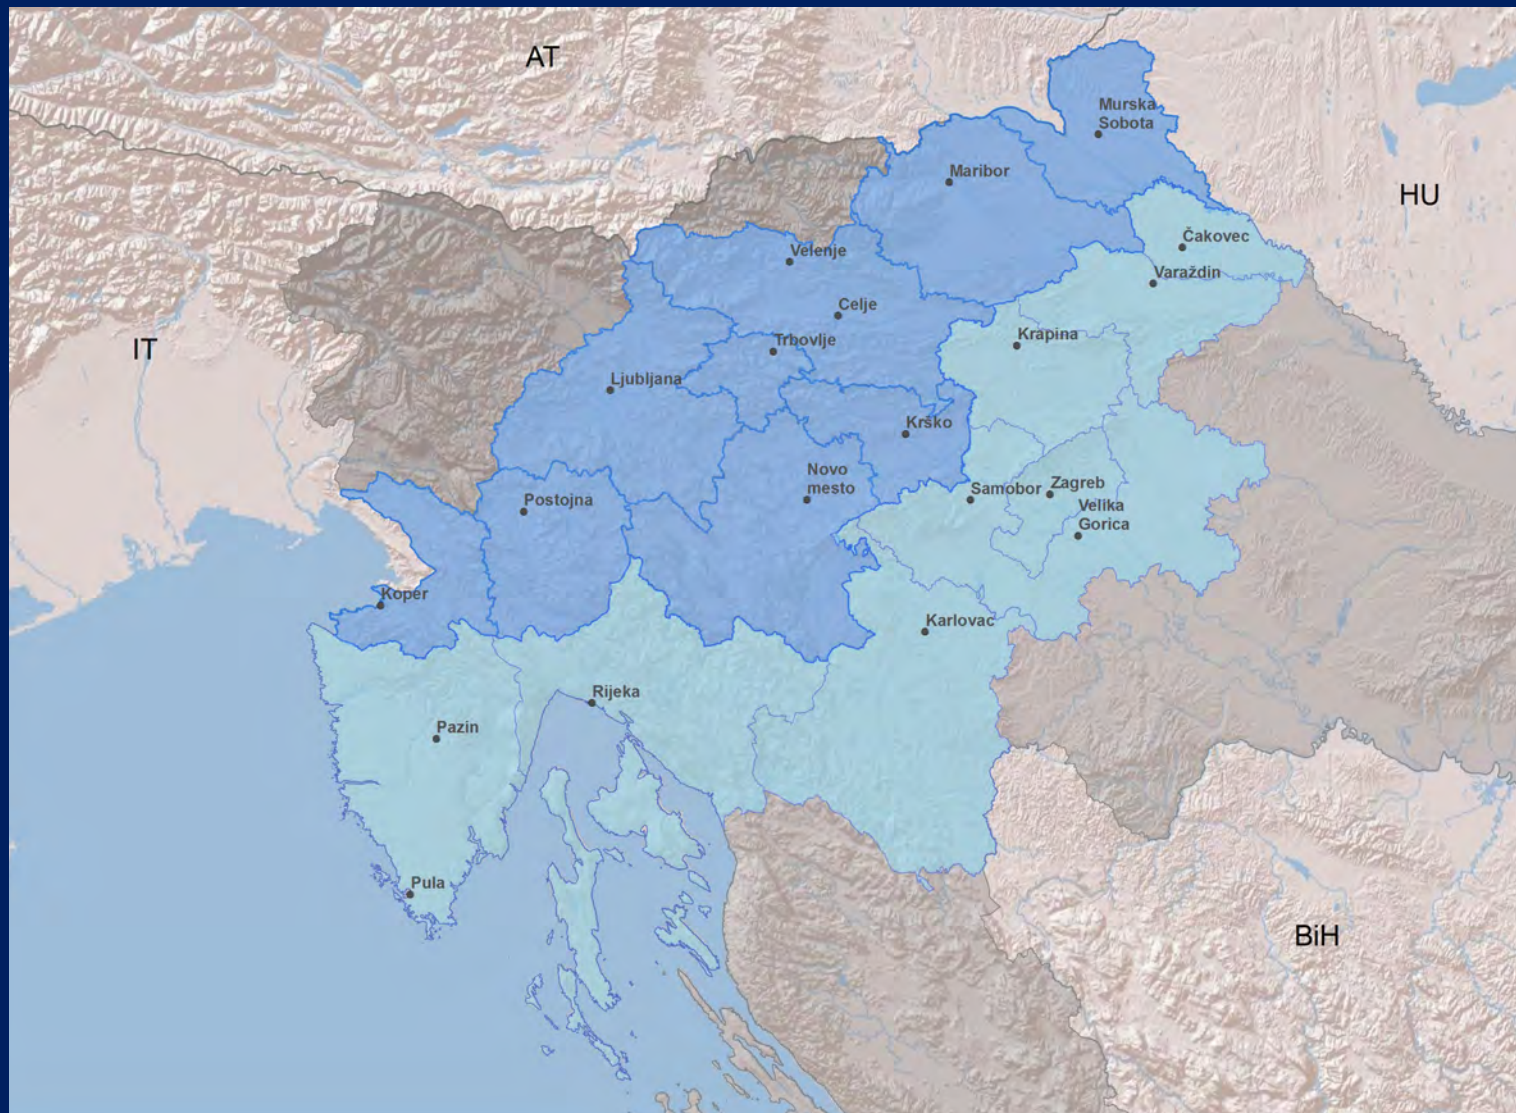 AT
Murska
Sobota
Maribor
HU
Čakovec
Velenje
Varaždin
Celje
Krapina
Trbovlje
IT
Ljubljana
Krško
Novo
mesto
Postojna
Samobor
Zagreb
Velika
Gorica
Koper
Karlovac
Rijeka
Pazin
Pula
BiH